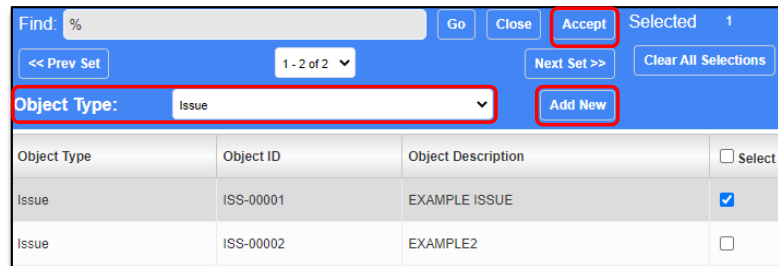 Find: % Go Close Accept Selected 1
<< Prev Set 1 - 2 of 2 Next Set >> Clear All Selections
Object Type: Issue Add New
Object Type Object ID Object Description Select
Issue ISS-00001 EXAMPLE ISSUE
Issue ISS-00002 EXAMPLE2